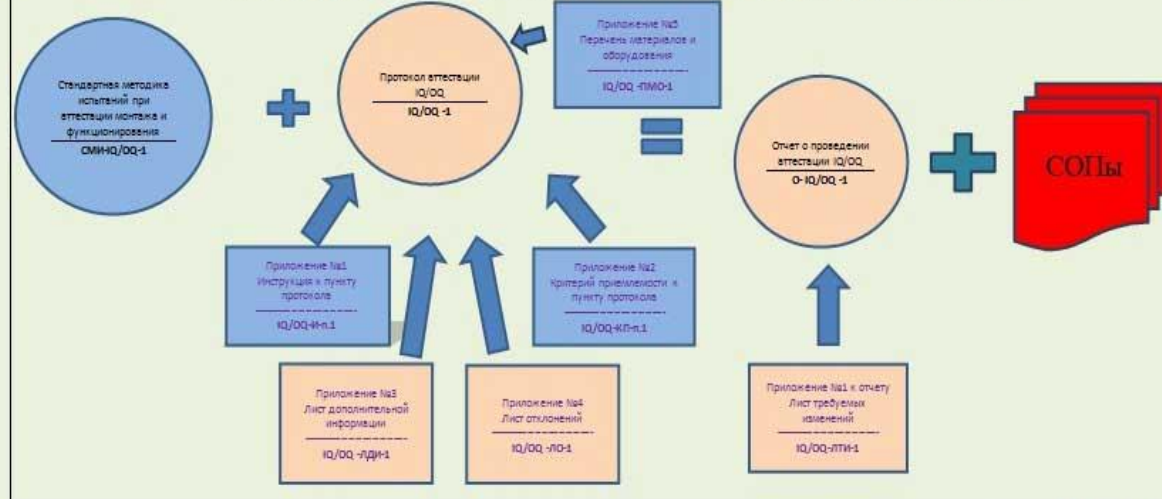 Стандартная методика
испытаний при
аттестации монтажа и
функционирования
СМИ-IQ/OQ-1
Протокол аттестации
IQ/OQ
IQ/OQ -1
Приложение №5
Перечень материалов и
оборудования
IQ/OQ -ПМО-1
Отчет о проведении
аттестации IQ/OQ
О- IQ/OQ -1
СОПы
Приложение №1
Инструкция к пункту
протокола
IQ/OQ-И-п.1
Приложение №2
Критерий приемлемости к
пункту протокола
IQ/OQ-КП-п.1
Приложение №3
Лист дополнительной
информации
IQ/OQ -ЛДИ-1
Приложение №4
Лист отклонений
IQ/OQ -ЛО-1
Приложение №1 к отчету
Лист требуемых
изменений
IQ/OQ-ЛТИ-1